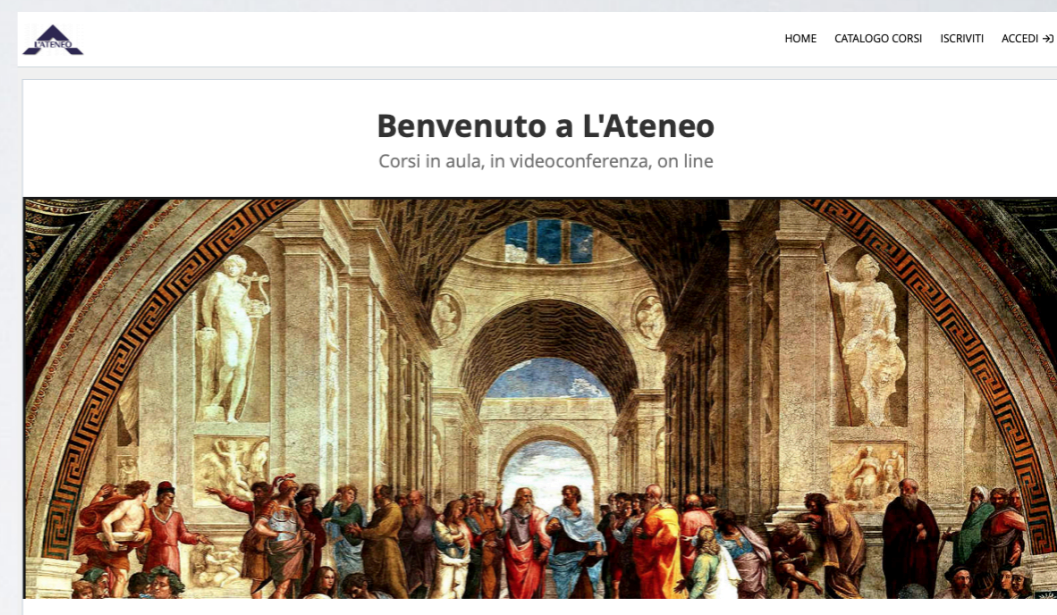 L'ATENEO
HOME CATALOGO CORSI ISCRIVITI ACCEDI
Benvenuto a L'Ateneo
Corsi in aula, in videoconferenza, on line